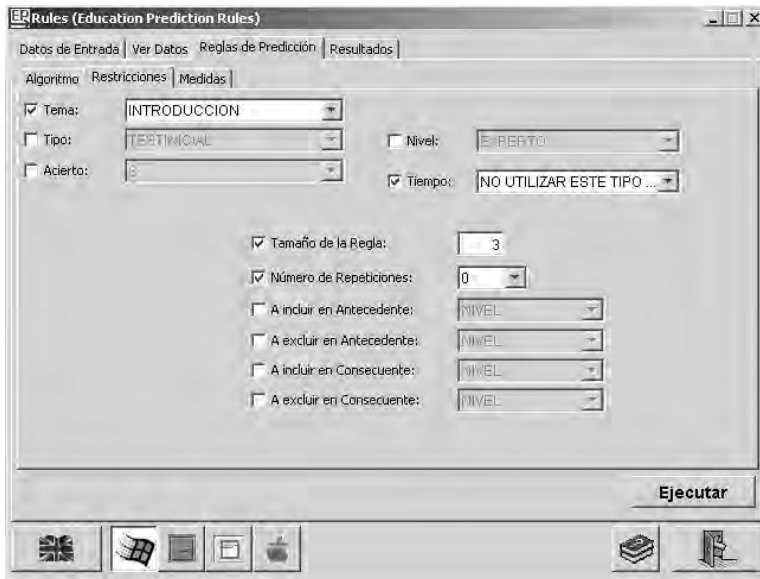 EPRules (Education Prediction Rules)
Datos de Entrada Ver Datos Reglas de Predicción Resultados
Algoritmo Restricciones Medidas
Tema: INTRODUCCION
Tipo: TESTINICIAL Nivel: EXPERTO
Acierto: Tiempo: NO UTILIZAR ESTE TIPO ...
Tamaño de la Regla: 3
Número de Repeticiones: 0
A incluir en Antecedente: NIVEL
A excluir en Antecedente: NIVEL
A incluir en Consecuente: NIVEL
A excluir en Consecuente: NIVEL
Ejecutar